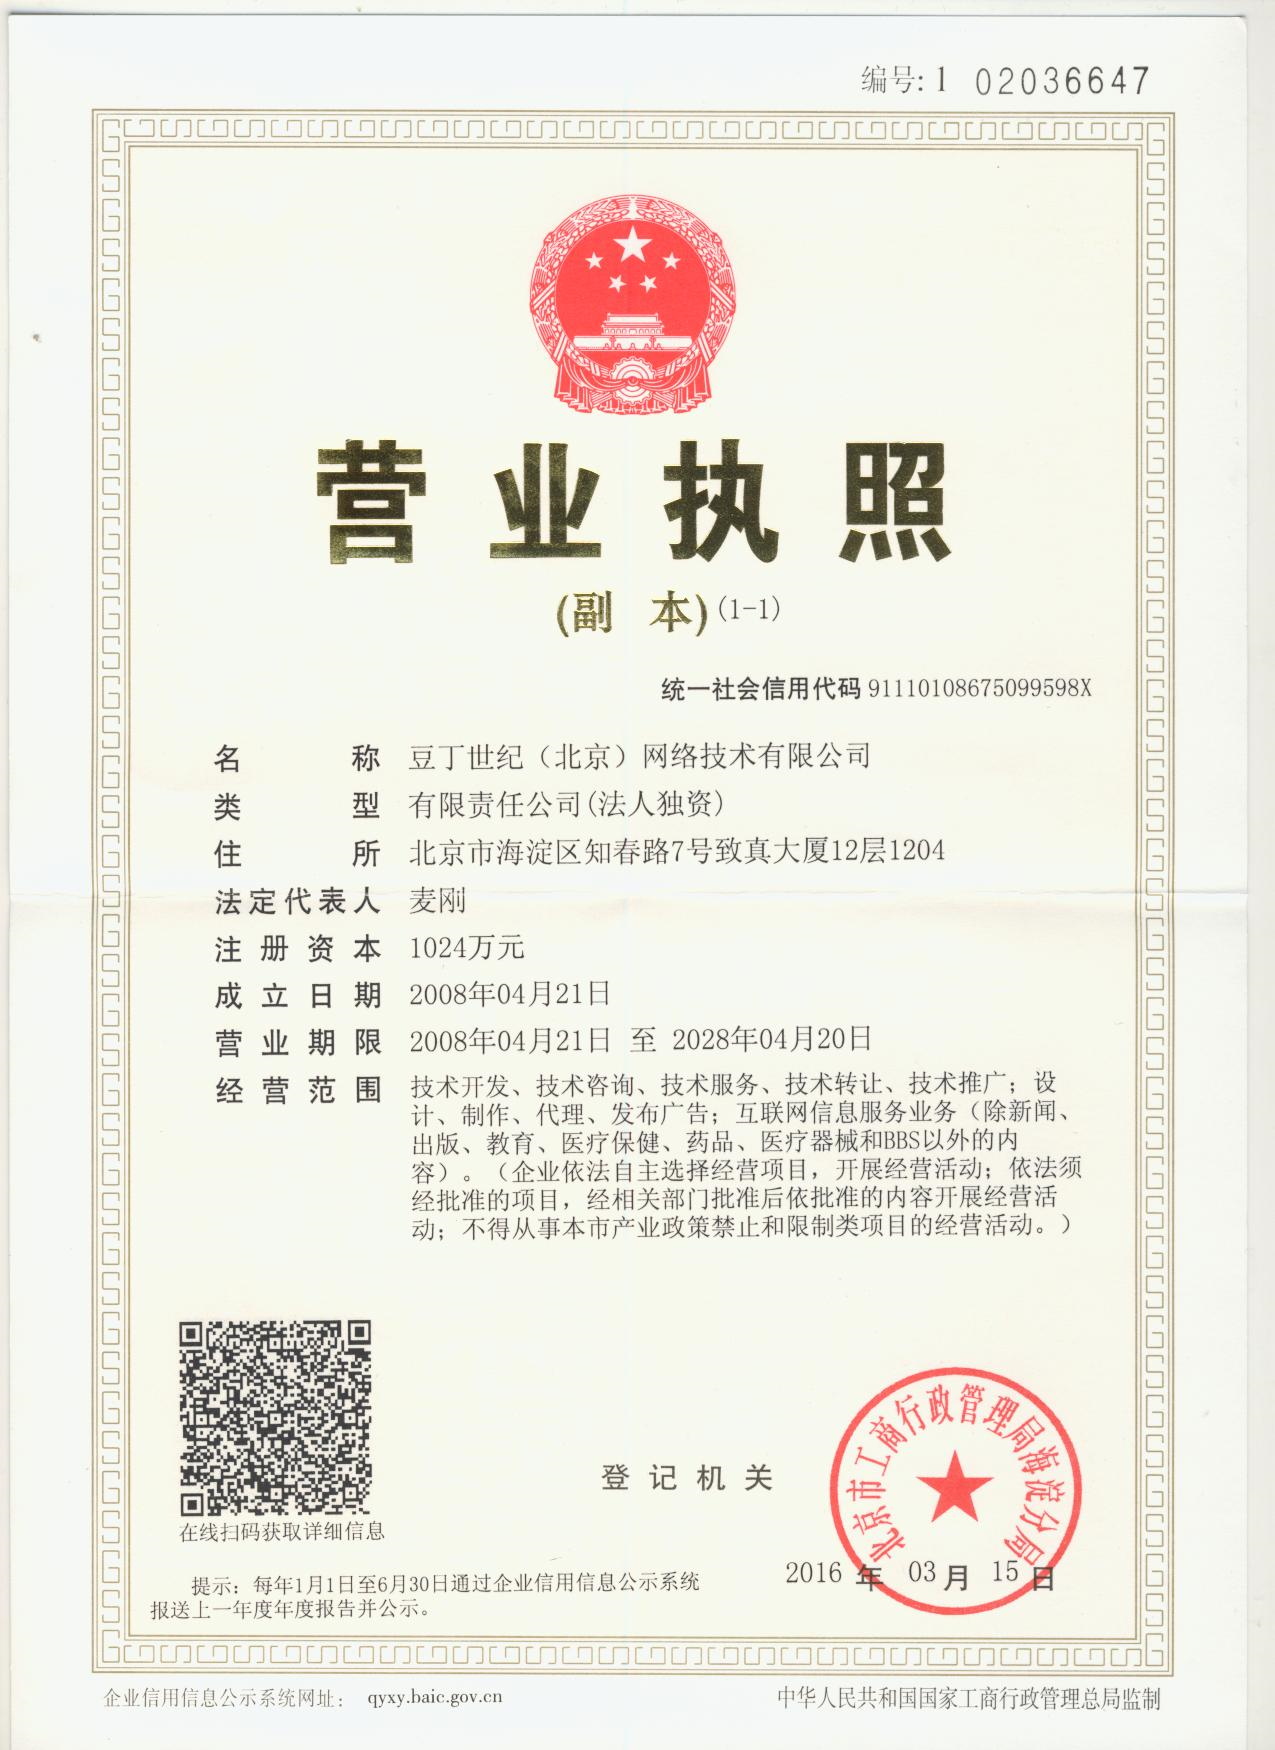 编号: 1 02036647
营业执照
(副 本) (1-1)
统一社会信用代码 91110108675099598X
名 称 豆丁世纪（北京）网络技术有限公司
类 型 有限责任公司(法人独资)
住 所 北京市海淀区知春路7号致真大厦12层1204
法定代表人 麦刚
注 册 资 本 1024万元
成 立 日 期 2008年04月21日
营 业 期 限 2008年04月21日 至 2028年04月20日
经 营 范 围 技术开发、技术咨询、技术服务、技术转让、技术推广；设
计、制作、代理、发布广告；互联网信息服务业务（除新闻、
出版、教育、医疗保健、药品、医疗器械和BBS以外的内
容）。（企业依法自主选择经营项目，开展经营活动；依法须
经批准的项目，经相关部门批准后依批准的内容开展经营活
动；不得从事本市产业政策禁止和限制类项目的经营活动。）
在线扫码获取详细信息
登 记 机 关
北京市工商行政管理局海淀分局
2016 年 03 月 15 日
提示：每年1月1日至6月30日通过企业信用信息公示系统
报送上一年度年度报告并公示。
企业信用信息公示系统网址： qyxy.baic.gov.cn
中华人民共和国国家工商行政管理总局监制